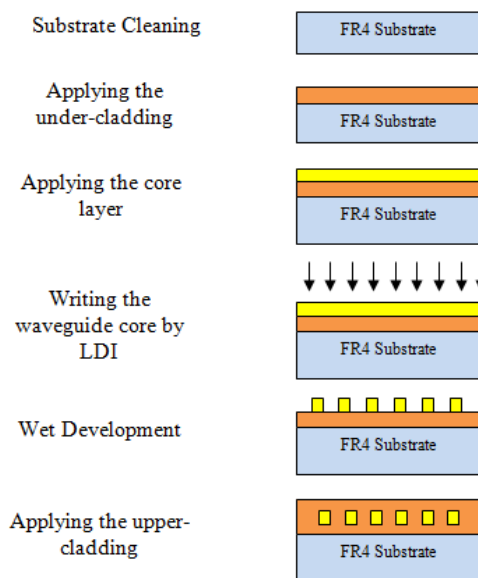 Substrate Cleaning
FR4 Substrate
Applying the
under-cladding
FR4 Substrate
Applying the core
layer
FR4 Substrate
Writing the
waveguide core by
LDI
FR4 Substrate
Wet Development
FR4 Substrate
Applying the upper-
cladding
FR4 Substrate